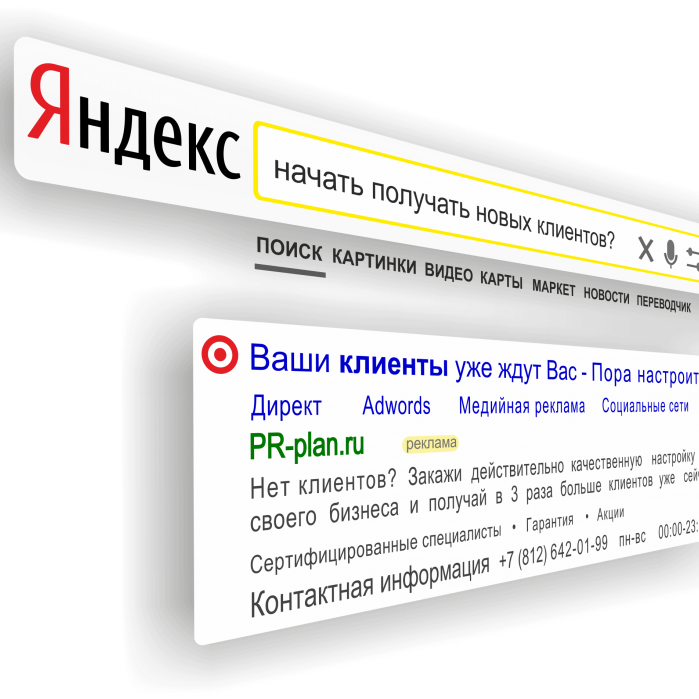 Яндекс
начать получать новых клиентов?
ПОИСК КАРТИНКИ ВИДЕО КАРТЫ МАРКЕТ НОВОСТИ ПЕРЕВОДЧИК
Ваши клиенты уже ждут Вас - Пора настроит
Директ Adwords Медийная реклама Социальные сети
PR-plan.ru реклама
Нет клиентов? Закажи действительно качественную настройку
своего бизнеса и получай в 3 раза больше клиентов уже сей
Сертифицированные специалисты • Гарантия • Акции
Контактная информация +7 (812) 642-01-99 пн-вс 00:00-23: